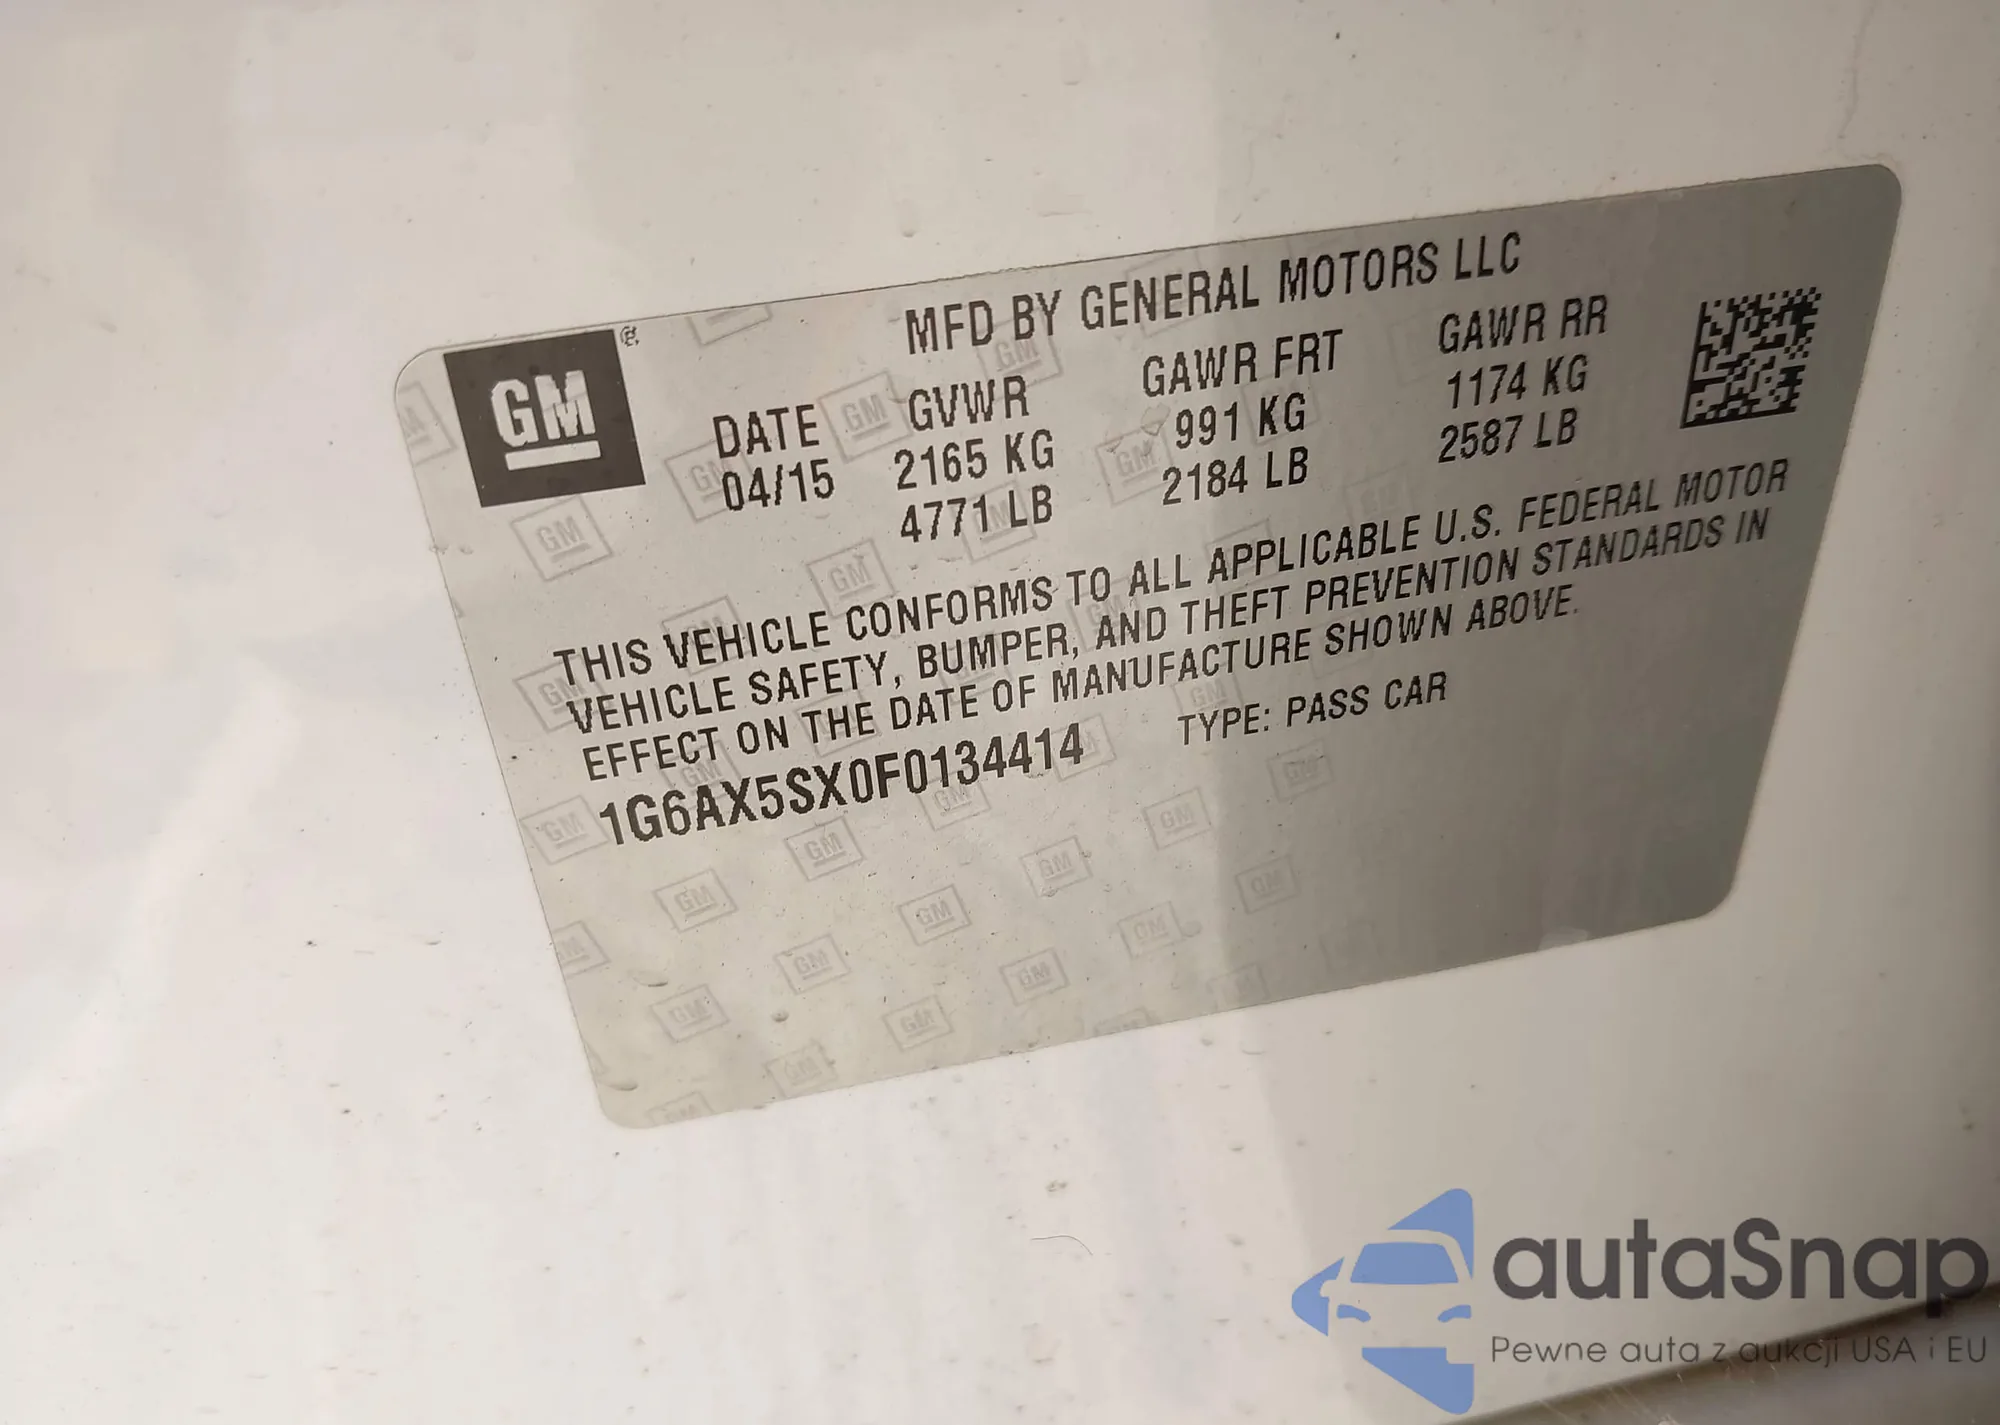 GM
MFD BY GENERAL MOTORS LLC
DATE GVWR GAWR FRT GAWR RR
04/15 2165 KG 991 KG 1174 KG
4771 LB 2184 LB 2587 LB
THIS VEHICLE CONFORMS TO ALL APPLICABLE U.S. FEDERAL MOTOR
VEHICLE SAFETY, BUMPER, AND THEFT PREVENTION STANDARDS IN
EFFECT ON THE DATE OF MANUFACTURE SHOWN ABOVE.
1G6AX5SX0F0134414 TYPE: PASS CAR
autaSnap
Pewne auta z aukcji USA i EU